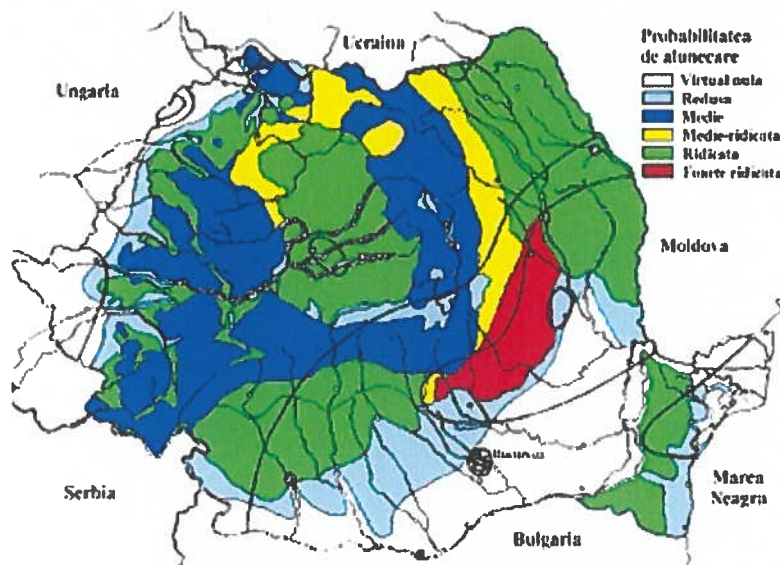 Ucraina
Ungaria
Probabilitatea
de alunecare
Virtual nula
Redusa
Medie
Medie-ridicata
Ridicata
Foarte ridicata
Moldova
Serbia
Bulgaria
Marea
Neagra